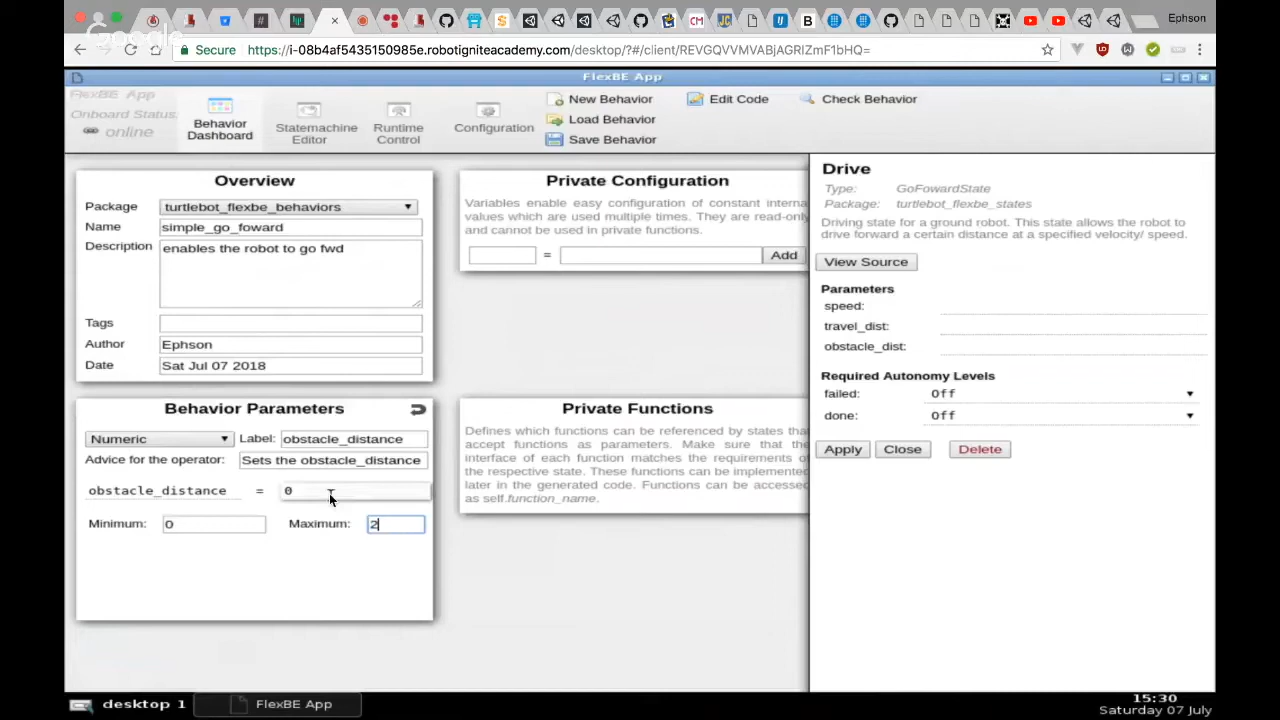 Ephson
Google
Secure
https://i-08b4af5435150985e.robotigniteacademy.com/desktop/?#/client/REVGQVVMVABjAGRIZmF1bHQ=
FlexBE App
FlexBE App
Onboard Status:
online
Behavior
Dashboard
Statemachine
Editor
Runtime
Control
Configuration
New Behavior
Load Behavior
Save Behavior
Edit Code
Check Behavior
Overview
Package turtlebot_flexbe_behaviors
Name simple_go_foward
Description enables the robot to go fwd
Tags
Author Ephson
Date Sat Jul 07 2018
Private Configuration
Variables enable easy configuration of constant interna
values which are used multiple times. They are read-only
and cannot be used in private functions.
= Add
Behavior Parameters
Numeric Label: obstacle_distance
Advice for the operator: Sets the obstacle_distance
obstacle_distance = 0
Minimum: 0 Maximum: 2
Private Functions
Defines which functions can be referenced by states tha
accept functions as parameters. Make sure that the
interface of each function matches the requirements o
the respective state. These functions can be implemented
later in the generated code. Functions can be accessed
as self.function_name.
Drive
Type: GoFowardState
Package: turtlebot_flexbe_states
Driving state for a ground robot. This state allows the robot to
drive forward a certain distance at a specified velocity/ speed.
View Source
Parameters
speed:
travel_dist:
obstacle_dist:
Required Autonomy Levels
failed: Off
done: Off
Apply Close Delete
desktop 1
FlexBE App
15:30
Saturday 07 July